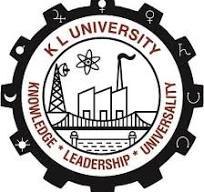 K L UNIVERSITY
KNOWLEDGE * LEADERSHIP * UNIVERSALITY